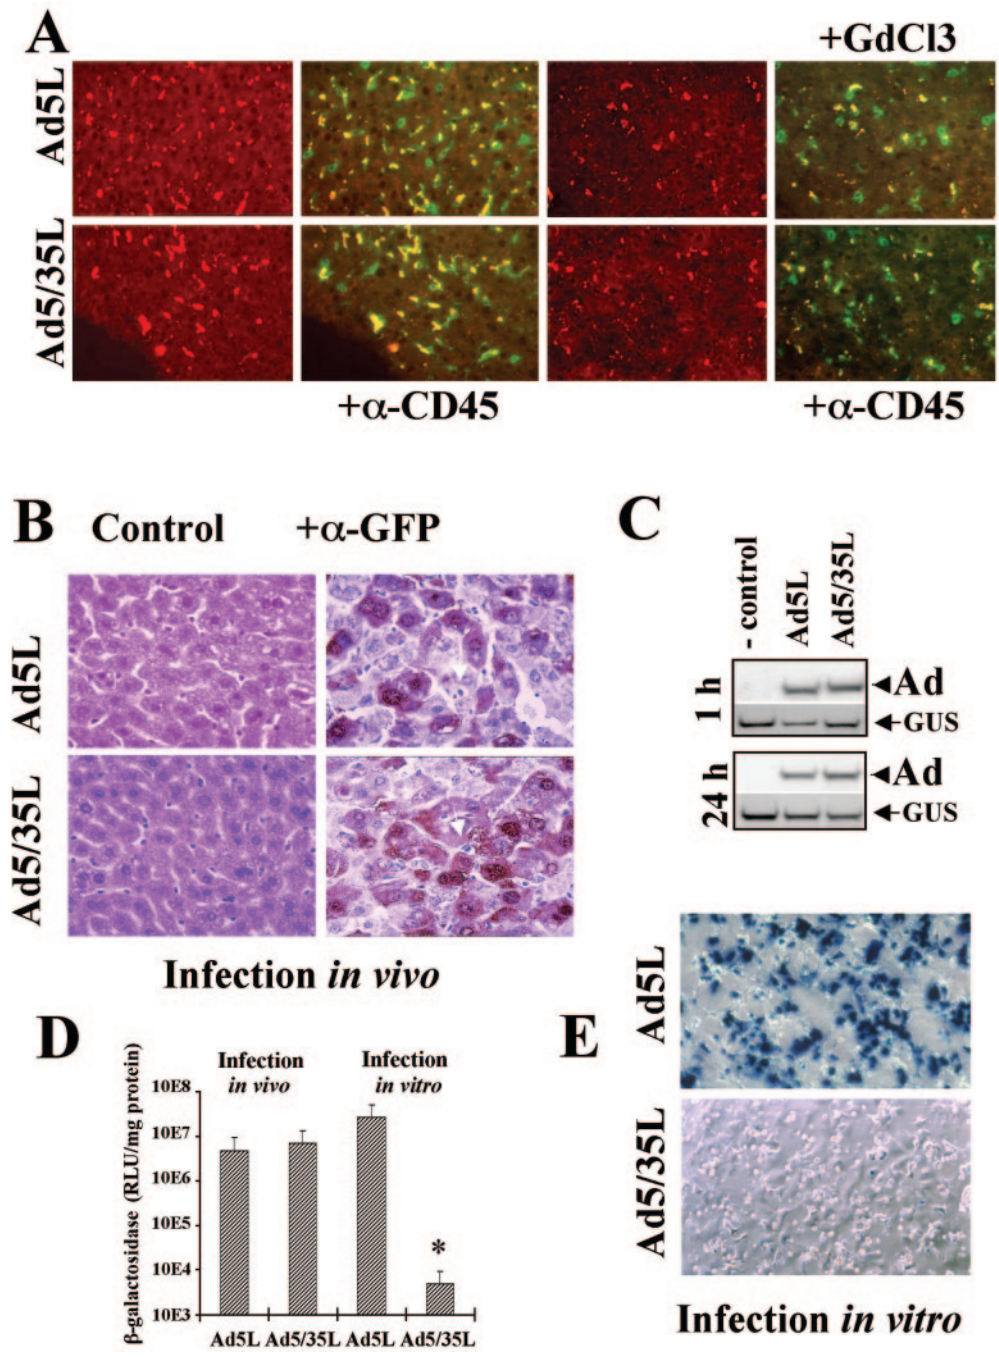 A
+GdCl3
Ad5L
Ad5/35L
+α-CD45
+α-CD45
B
Control
+α-GFP
Ad5L
Ad5/35L
Infection in vivo
C
- control
Ad5L
Ad5/35L
1 h
Ad
GUS
24 h
Ad
GUS
D
Infection
in vivo
Infection
in vitro
β-galactosidase (RLU/mg protein)
10E8
10E7
10E6
10E5
10E4
10E3
*
Ad5L
Ad5/35L
Ad5L
Ad5/35L
E
Ad5L
Ad5/35L
Infection in vitro